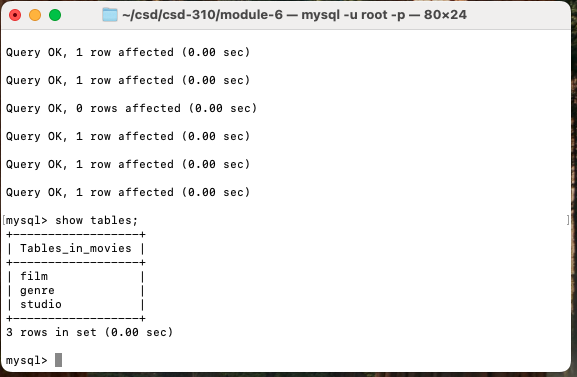 ~/csd/csd-310/module-6 — mysql -u root -p — 80×24
Query OK, 1 row affected (0.00 sec)
Query OK, 1 row affected (0.00 sec)
Query OK, 0 rows affected (0.00 sec)
Query OK, 1 row affected (0.00 sec)
Query OK, 1 row affected (0.00 sec)
Query OK, 1 row affected (0.00 sec)
[mysql> show tables; ]
+------------------+
| Tables_in_movies |
+------------------+
| film             |
| genre            |
| studio           |
+------------------+
3 rows in set (0.00 sec)
mysql>